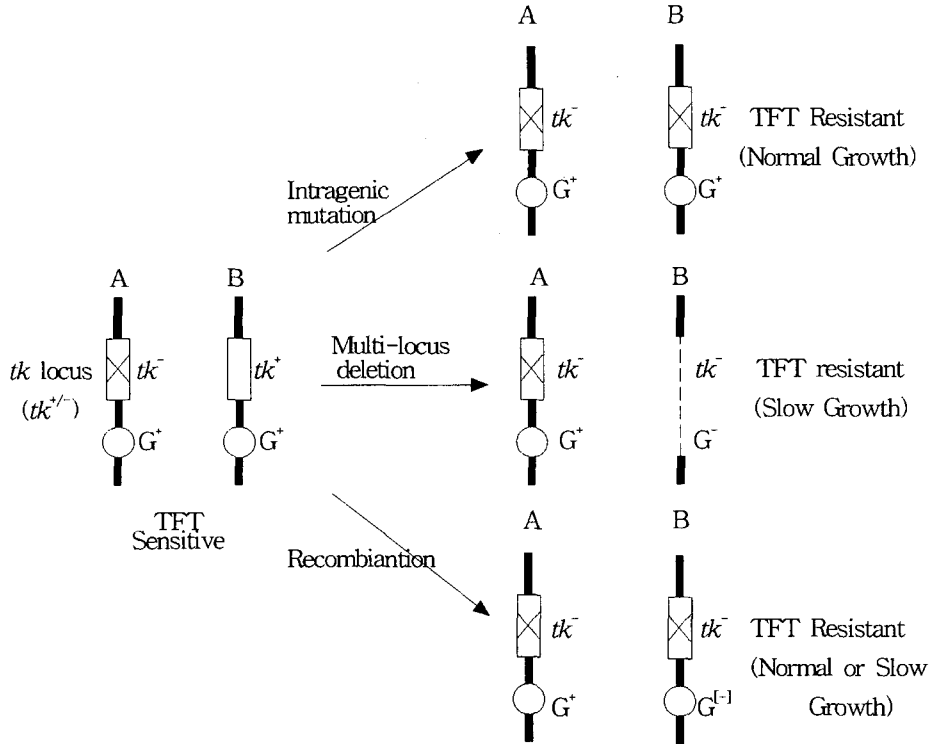 A B
tk⁻ tk⁻ TFT Resistant
(Normal Growth)
G⁺ G⁺
Intragenic
mutation
A B
tk locus
(tk⁺/⁻)
tk⁻ tk⁺
G⁺ G⁺
TFT
Sensitive
Multi-locus
deletion
A B
tk⁻ tk⁻ TFT resistant
(Slow Growth)
G⁺ G⁻
Recombiantion
A B
tk⁻ tk⁻ TFT Resistant
(Normal or Slow
Growth)
G⁺ G[⁻]